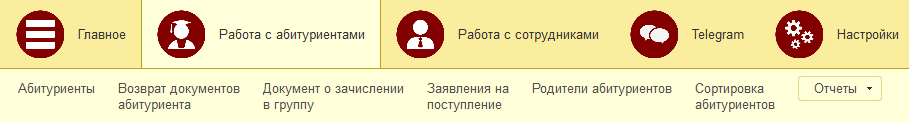 Главное
Работа с абитуриентами
Работа с сотрудниками
Telegram
Настройки
Абитуриенты
Возврат документов
абитуриента
Документ о зачислении
в группу
Заявления на
поступление
Родители абитуриентов
Сортировка
абитуриентов
Отчеты